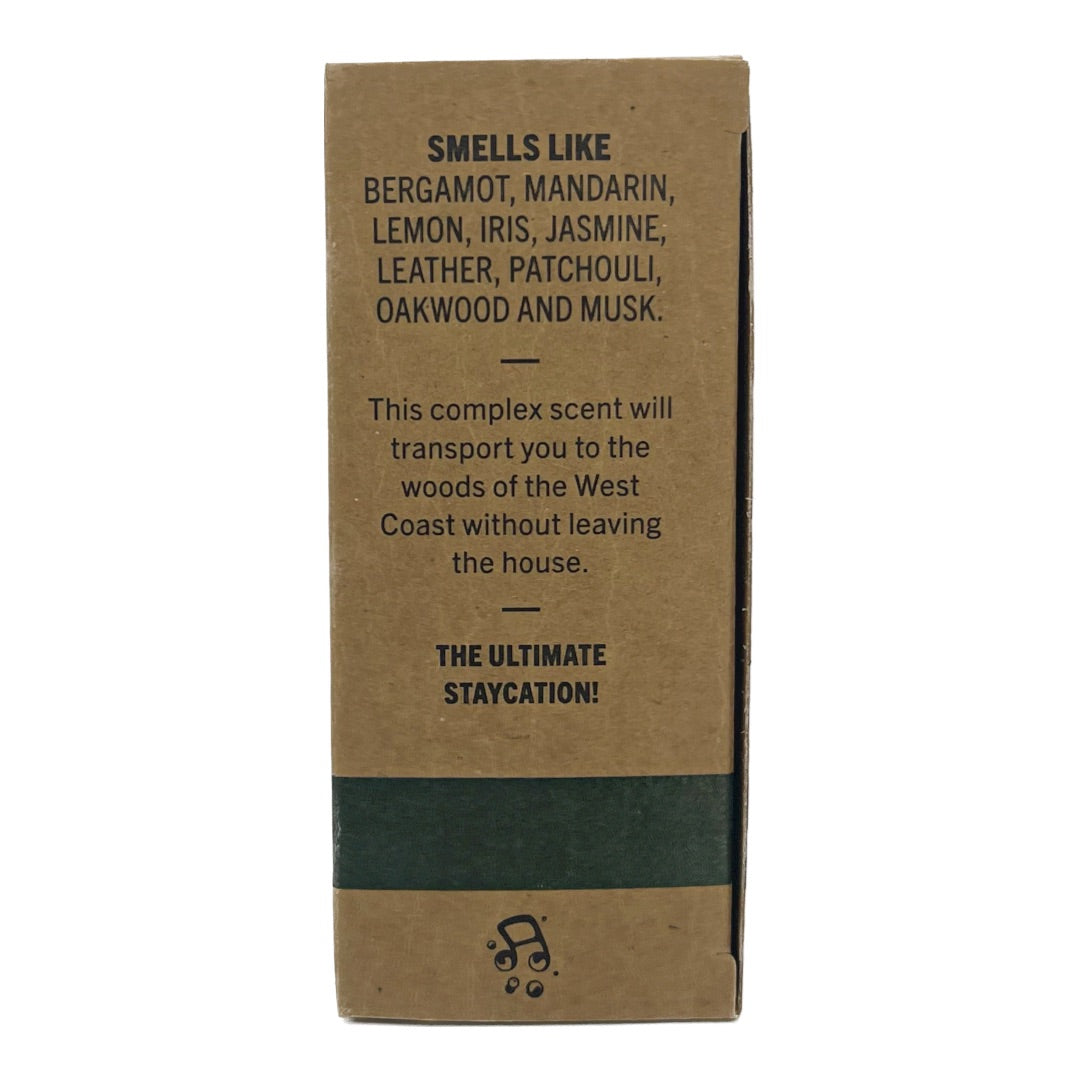 SMELLS LIKE
BERGAMOT, MANDARIN,
LEMON, IRIS, JASMINE,
LEATHER, PATCHOULI,
OAKWOOD AND MUSK.
This complex scent will
transport you to the
woods of the West
Coast without leaving
the house.
THE ULTIMATE
STAYCATION!